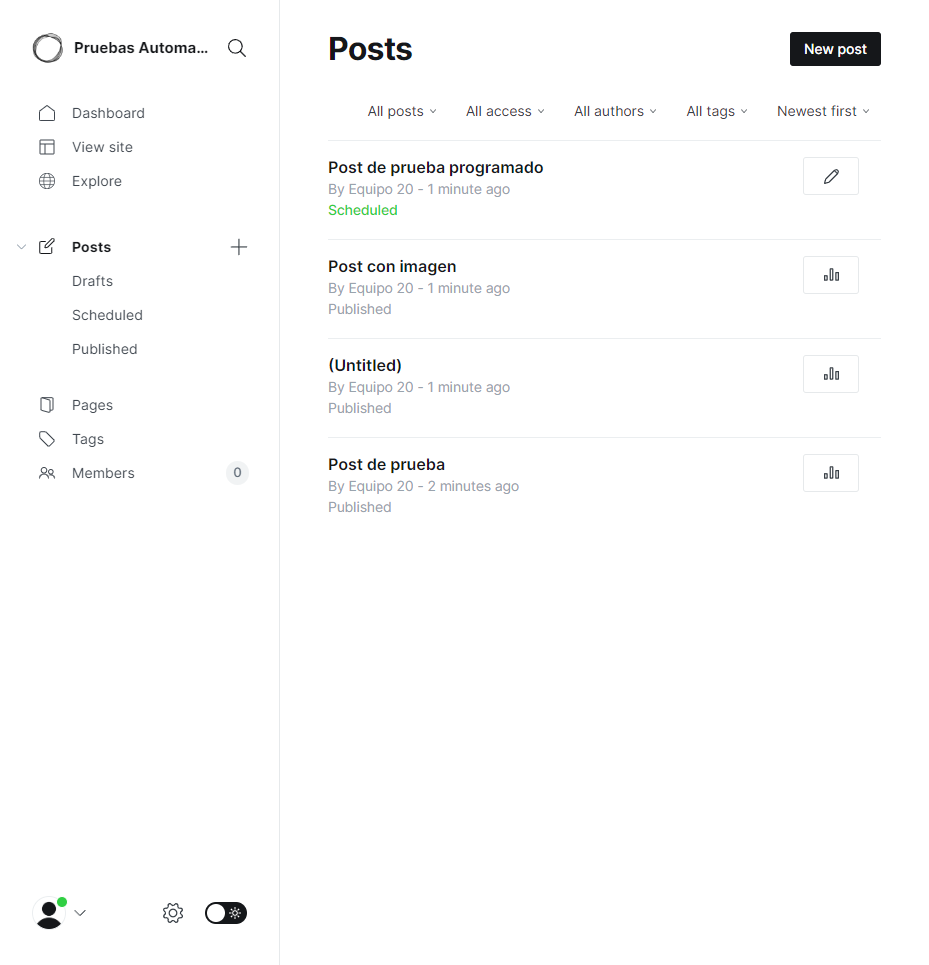 Pruebas Automa...
Dashboard
View site
Explore
Posts
Drafts
Scheduled
Published
Pages
Tags
Members
0
Posts
New post
All posts
All access
All authors
All tags
Newest first
Post de prueba programado
By Equipo 20 - 1 minute ago
Scheduled
Post con imagen
By Equipo 20 - 1 minute ago
Published
(Untitled)
By Equipo 20 - 1 minute ago
Published
Post de prueba
By Equipo 20 - 2 minutes ago
Published